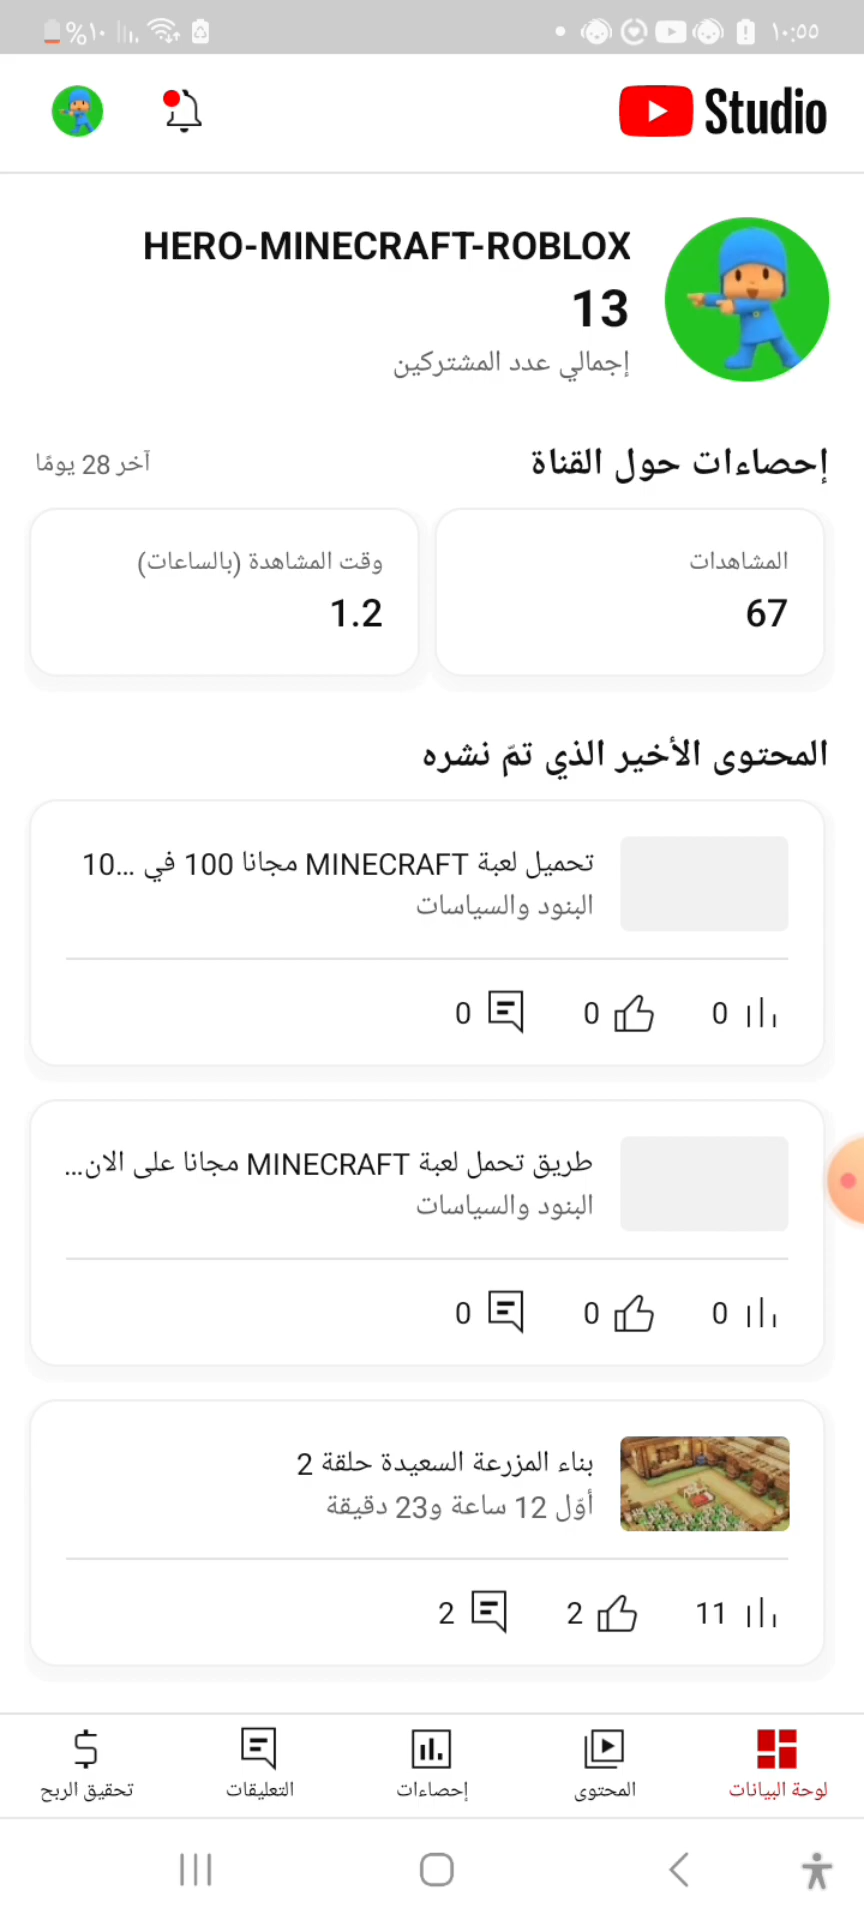 ١٠:٥٥
%١٠
Studio
HERO-MINECRAFT-ROBLOX
13
إجمالي عدد المشتركين
إحصاءات حول القناة
آخر 28 يومًا
المشاهدات
67
وقت المشاهدة (بالساعات)
1.2
المحتوى الأخير الذي تمّ نشره
تحميل لعبة MINECRAFT مجانا 100 في ...10
البنود والسياسات
0 0 0
طريق تحمل لعبة MINECRAFT مجانا على الان...
البنود والسياسات
0 0 0
بناء المزرعة السعيدة حلقة 2
أوّل 12 ساعة و23 دقيقة
11 2 2
لوحة البيانات
المحتوى
إحصاءات
التعليقات
تحقيق الربح